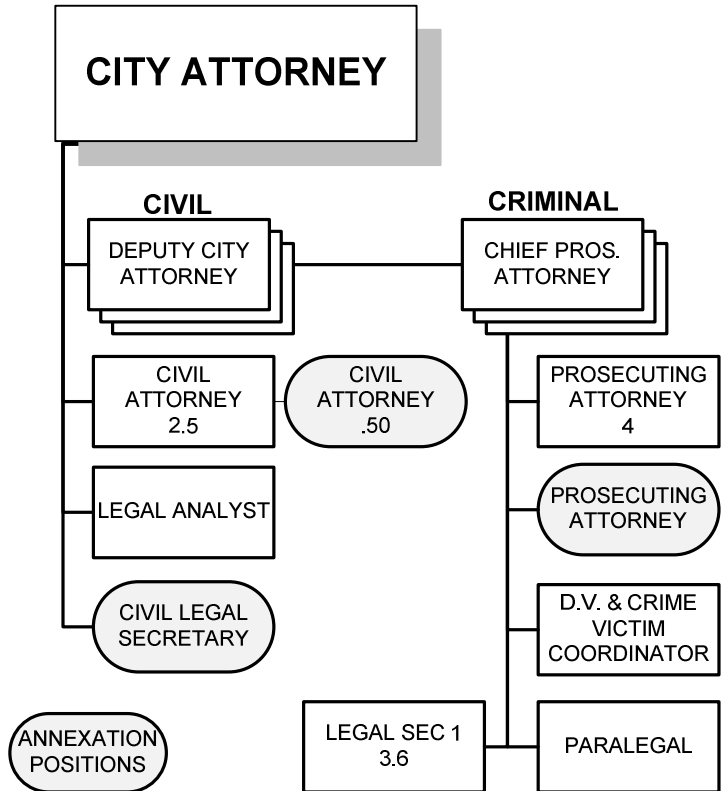 CITY ATTORNEY
CIVIL
DEPUTY CITY
ATTORNEY
CIVIL
ATTORNEY
2.5
CIVIL
ATTORNEY
.50
LEGAL ANALYST
CIVIL LEGAL
SECRETARY
CRIMINAL
CHIEF PROS.
ATTORNEY
PROSECUTING
ATTORNEY
4
PROSECUTING
ATTORNEY
D.V. & CRIME
VICTIM
COORDINATOR
LEGAL SEC 1
3.6
PARALEGAL
ANNEXATION
POSITIONS